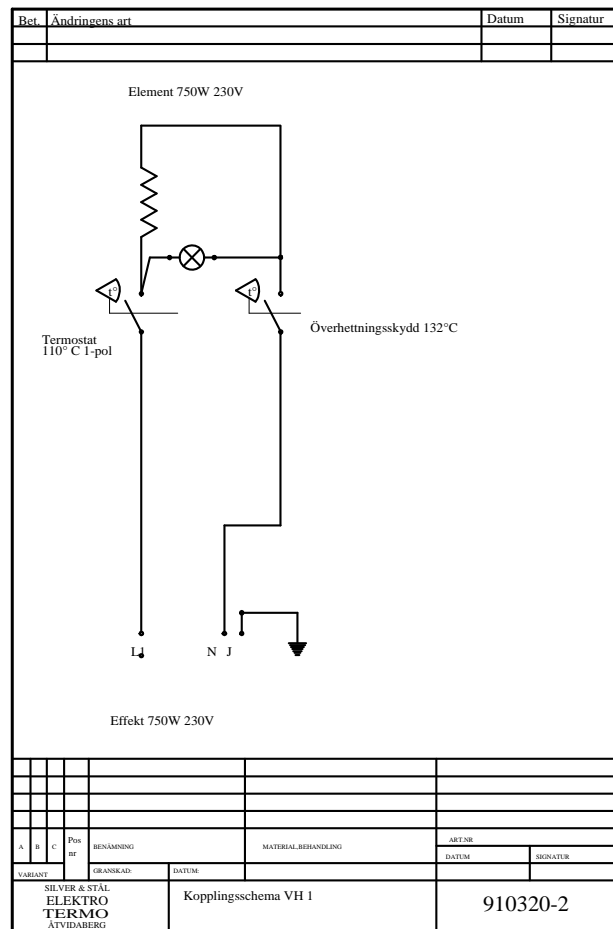 Bet. Ändringens art Datum Signatur
Element 750W 230V
t° t°
Överhettningsskydd 132°C
Termostat
110° C 1-pol
L1 N J
Effekt 750W 230V
A B C Pos nr BENÄMNING MATERIAL,BEHANDLING ART.NR
DATUM SIGNATUR
VARIANT GRANSKAD: DATUM:
SILVER & STÅL
ELEKTRO
TERMO
ÅTVIDABERG
Kopplingsschema VH 1
910320-2